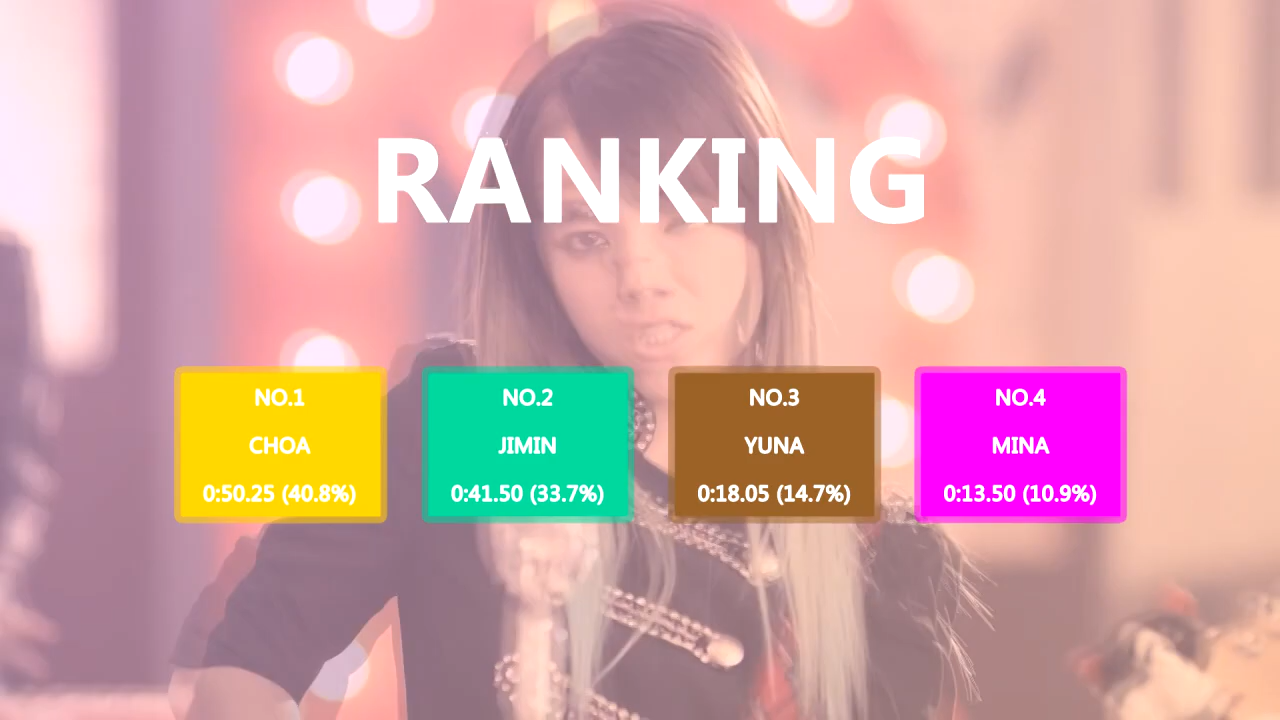 RANKING
NO.1
CHOA
0:50.25 (40.8%)
NO.2
JIMIN
0:41.50 (33.7%)
NO.3
YUNA
0:18.05 (14.7%)
NO.4
MINA
0:13.50 (10.9%)